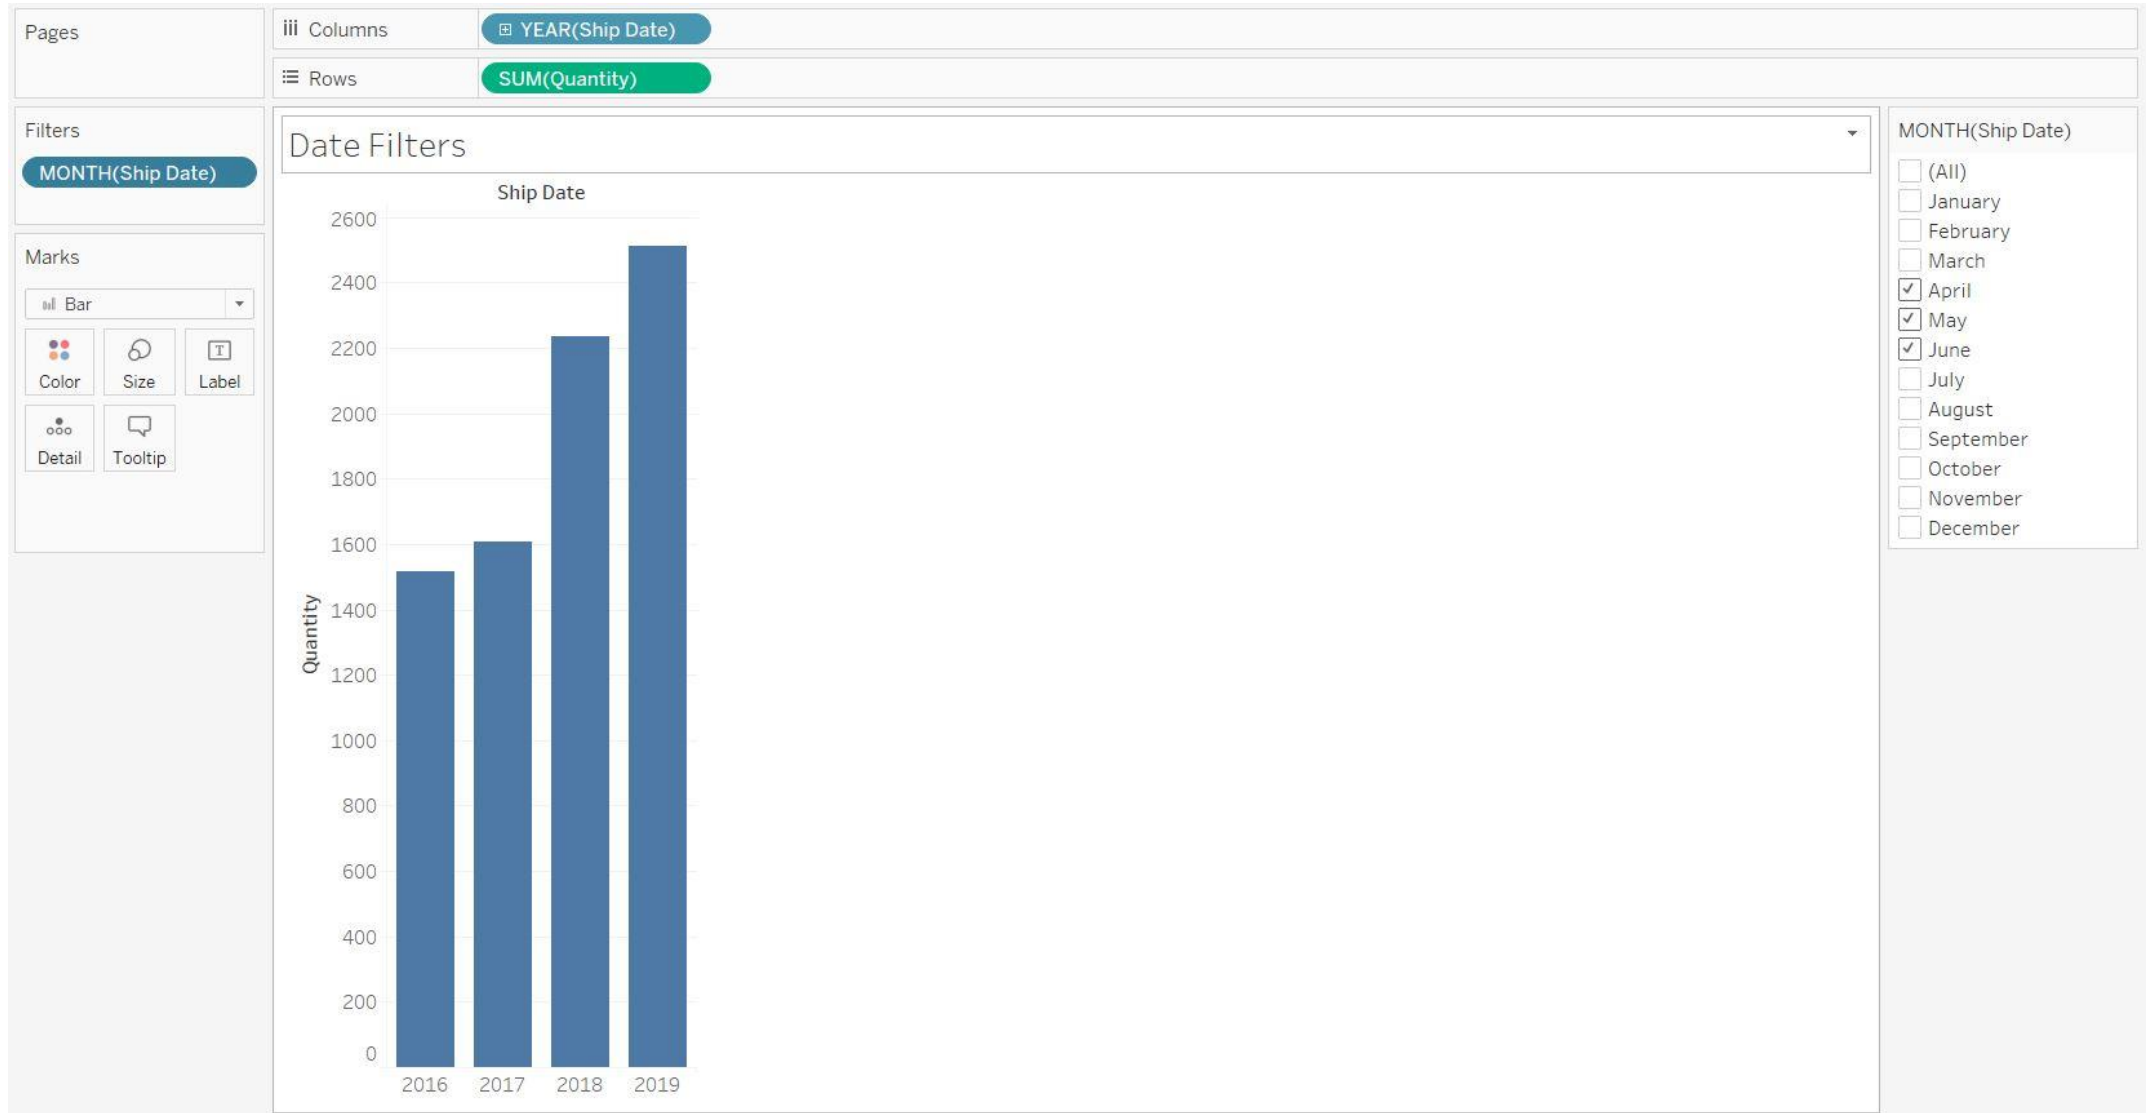 Pages
Columns
YEAR(Ship Date)
Rows
SUM(Quantity)
Filters
MONTH(Ship Date)
Marks
Bar
Color
Size
T
Label
Detail
Tooltip
Date Filters
Ship Date
2600
2400
2200
2000
1800
1600
1400
1200
1000
800
600
400
200
0
Quantity
2016
2017
2018
2019
MONTH(Ship Date)
(All)
January
February
March
April
May
June
July
August
September
October
November
December